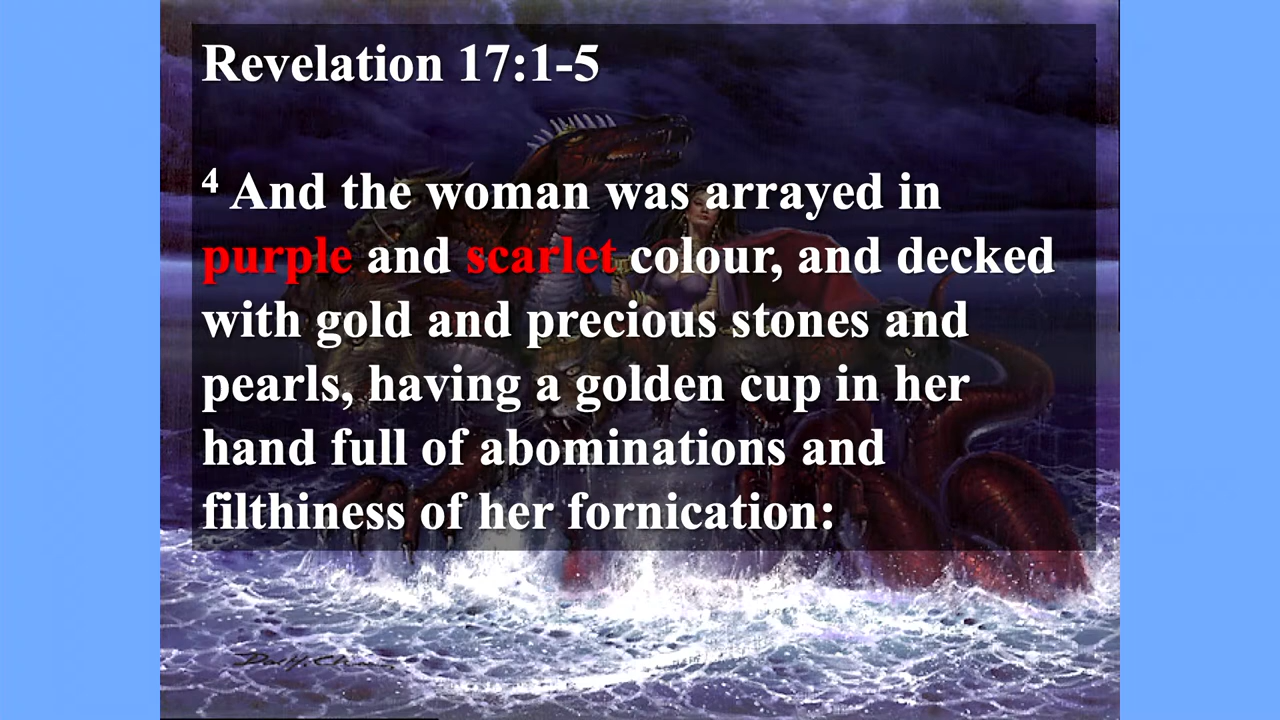 Revelation 17:1-5
4 And the woman was arrayed in
purple and scarlet colour, and decked
with gold and precious stones and
pearls, having a golden cup in her
hand full of abominations and
filthiness of her fornication: